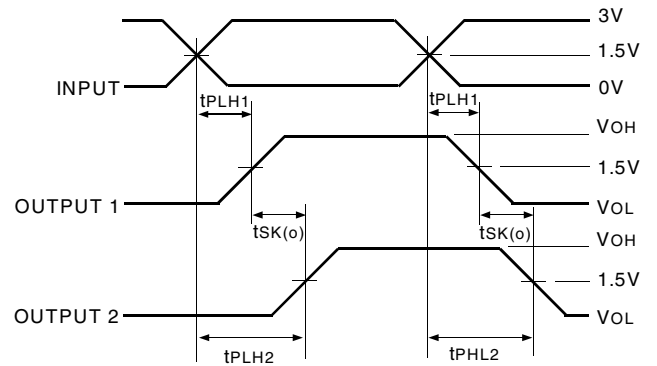 3V
1.5V
INPUT
0V
tPLH1
tPLH1
VOH
1.5V
OUTPUT 1
VOL
tSK(o)
tSK(o)
VOH
1.5V
OUTPUT 2
VOL
tPLH2
tPHL2